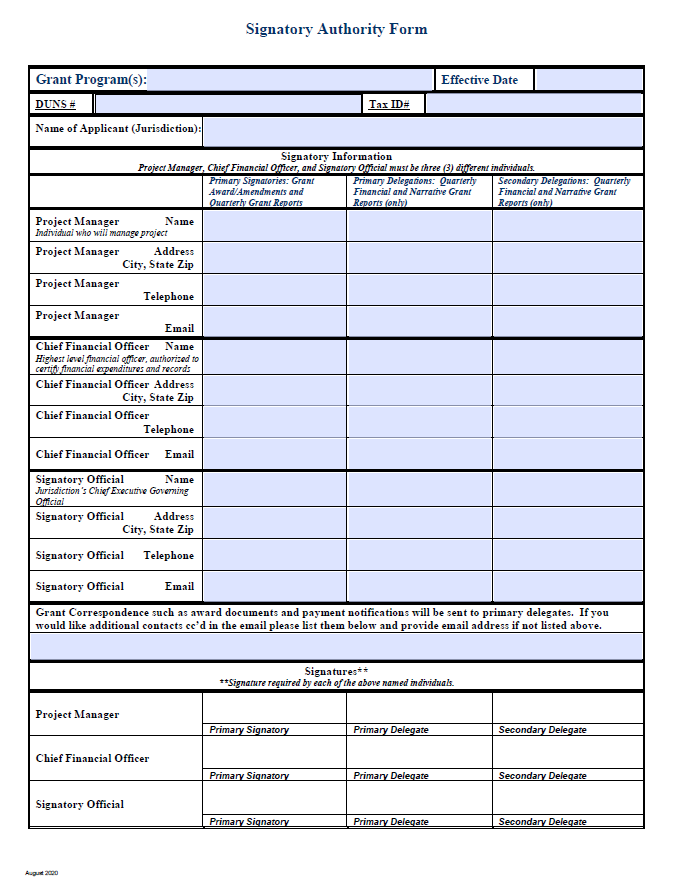 Signatory Authority Form
Grant Program(s):
Effective Date
DUNS #
Tax ID#
Name of Applicant (Jurisdiction):
Signatory Information
Project Manager, Chief Financial Officer, and Signatory Official must be three (3) different individuals.
Primary Signatories: Grant
Award/Amendments and
Quarterly Grant Reports
Primary Delegations: Quarterly
Financial and Narrative Grant
Reports (only)
Secondary Delegations: Quarterly
Financial and Narrative Grant
Reports (only)
Project Manager Name
Individual who will manage project
Project Manager Address
City, State Zip
Project Manager
Telephone
Project Manager
Email
Chief Financial Officer Name
Highest level financial officer, authorized to
certify financial expenditures and records
Chief Financial Officer Address
City, State Zip
Chief Financial Officer
Telephone
Chief Financial Officer Email
Signatory Official Name
Jurisdiction's Chief Executive Governing
Official
Signatory Official Address
City, State Zip
Signatory Official Telephone
Signatory Official Email
Grant Correspondence such as award documents and payment notifications will be sent to primary delegates. If you
would like additional contacts cc'd in the email please list them below and provide email address if not listed above.
Signatures**
**Signature required by each of the above named individuals.
Project Manager
Primary Signatory
Primary Delegate
Secondary Delegate
Chief Financial Officer
Primary Signatory
Primary Delegate
Secondary Delegate
Signatory Official
Primary Signatory
Primary Delegate
Secondary Delegate
August 2020